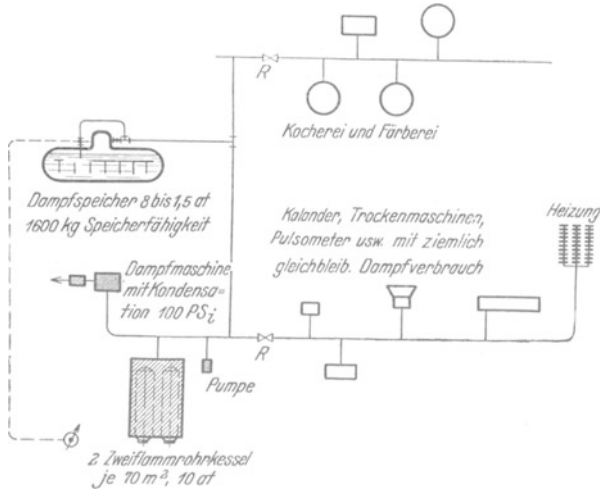 R
Kocherei und Färberei
Dampfspeicher 8 bis 1,5 at
1600 kg Speicherfähigkeit
Kalander, Trockenmaschinen,
Pulsometer usw. mit ziemlich
gleichbleib. Dampfverbrauch
Heizung
Dampfmaschine
mit Kondensa=
tion 100 PSi
R
Pumpe
2 Zweiflammrohrkessel
je 70 m², 10 at